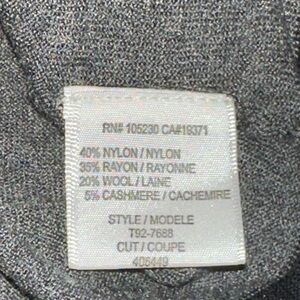 RN# 105230 CA#19371
40% NYLON / NYLON
35% RAYON / RAYONNE
20% WOOL / LAINE
5% CASHMERE / CACHEMIRE
STYLE / MODELE
T92-7688
CUT / COUPE
406449